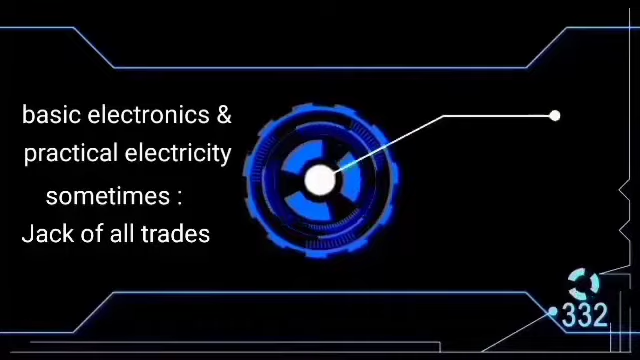 basic electronics &
practical electricity
sometimes :
Jack of all trades
332